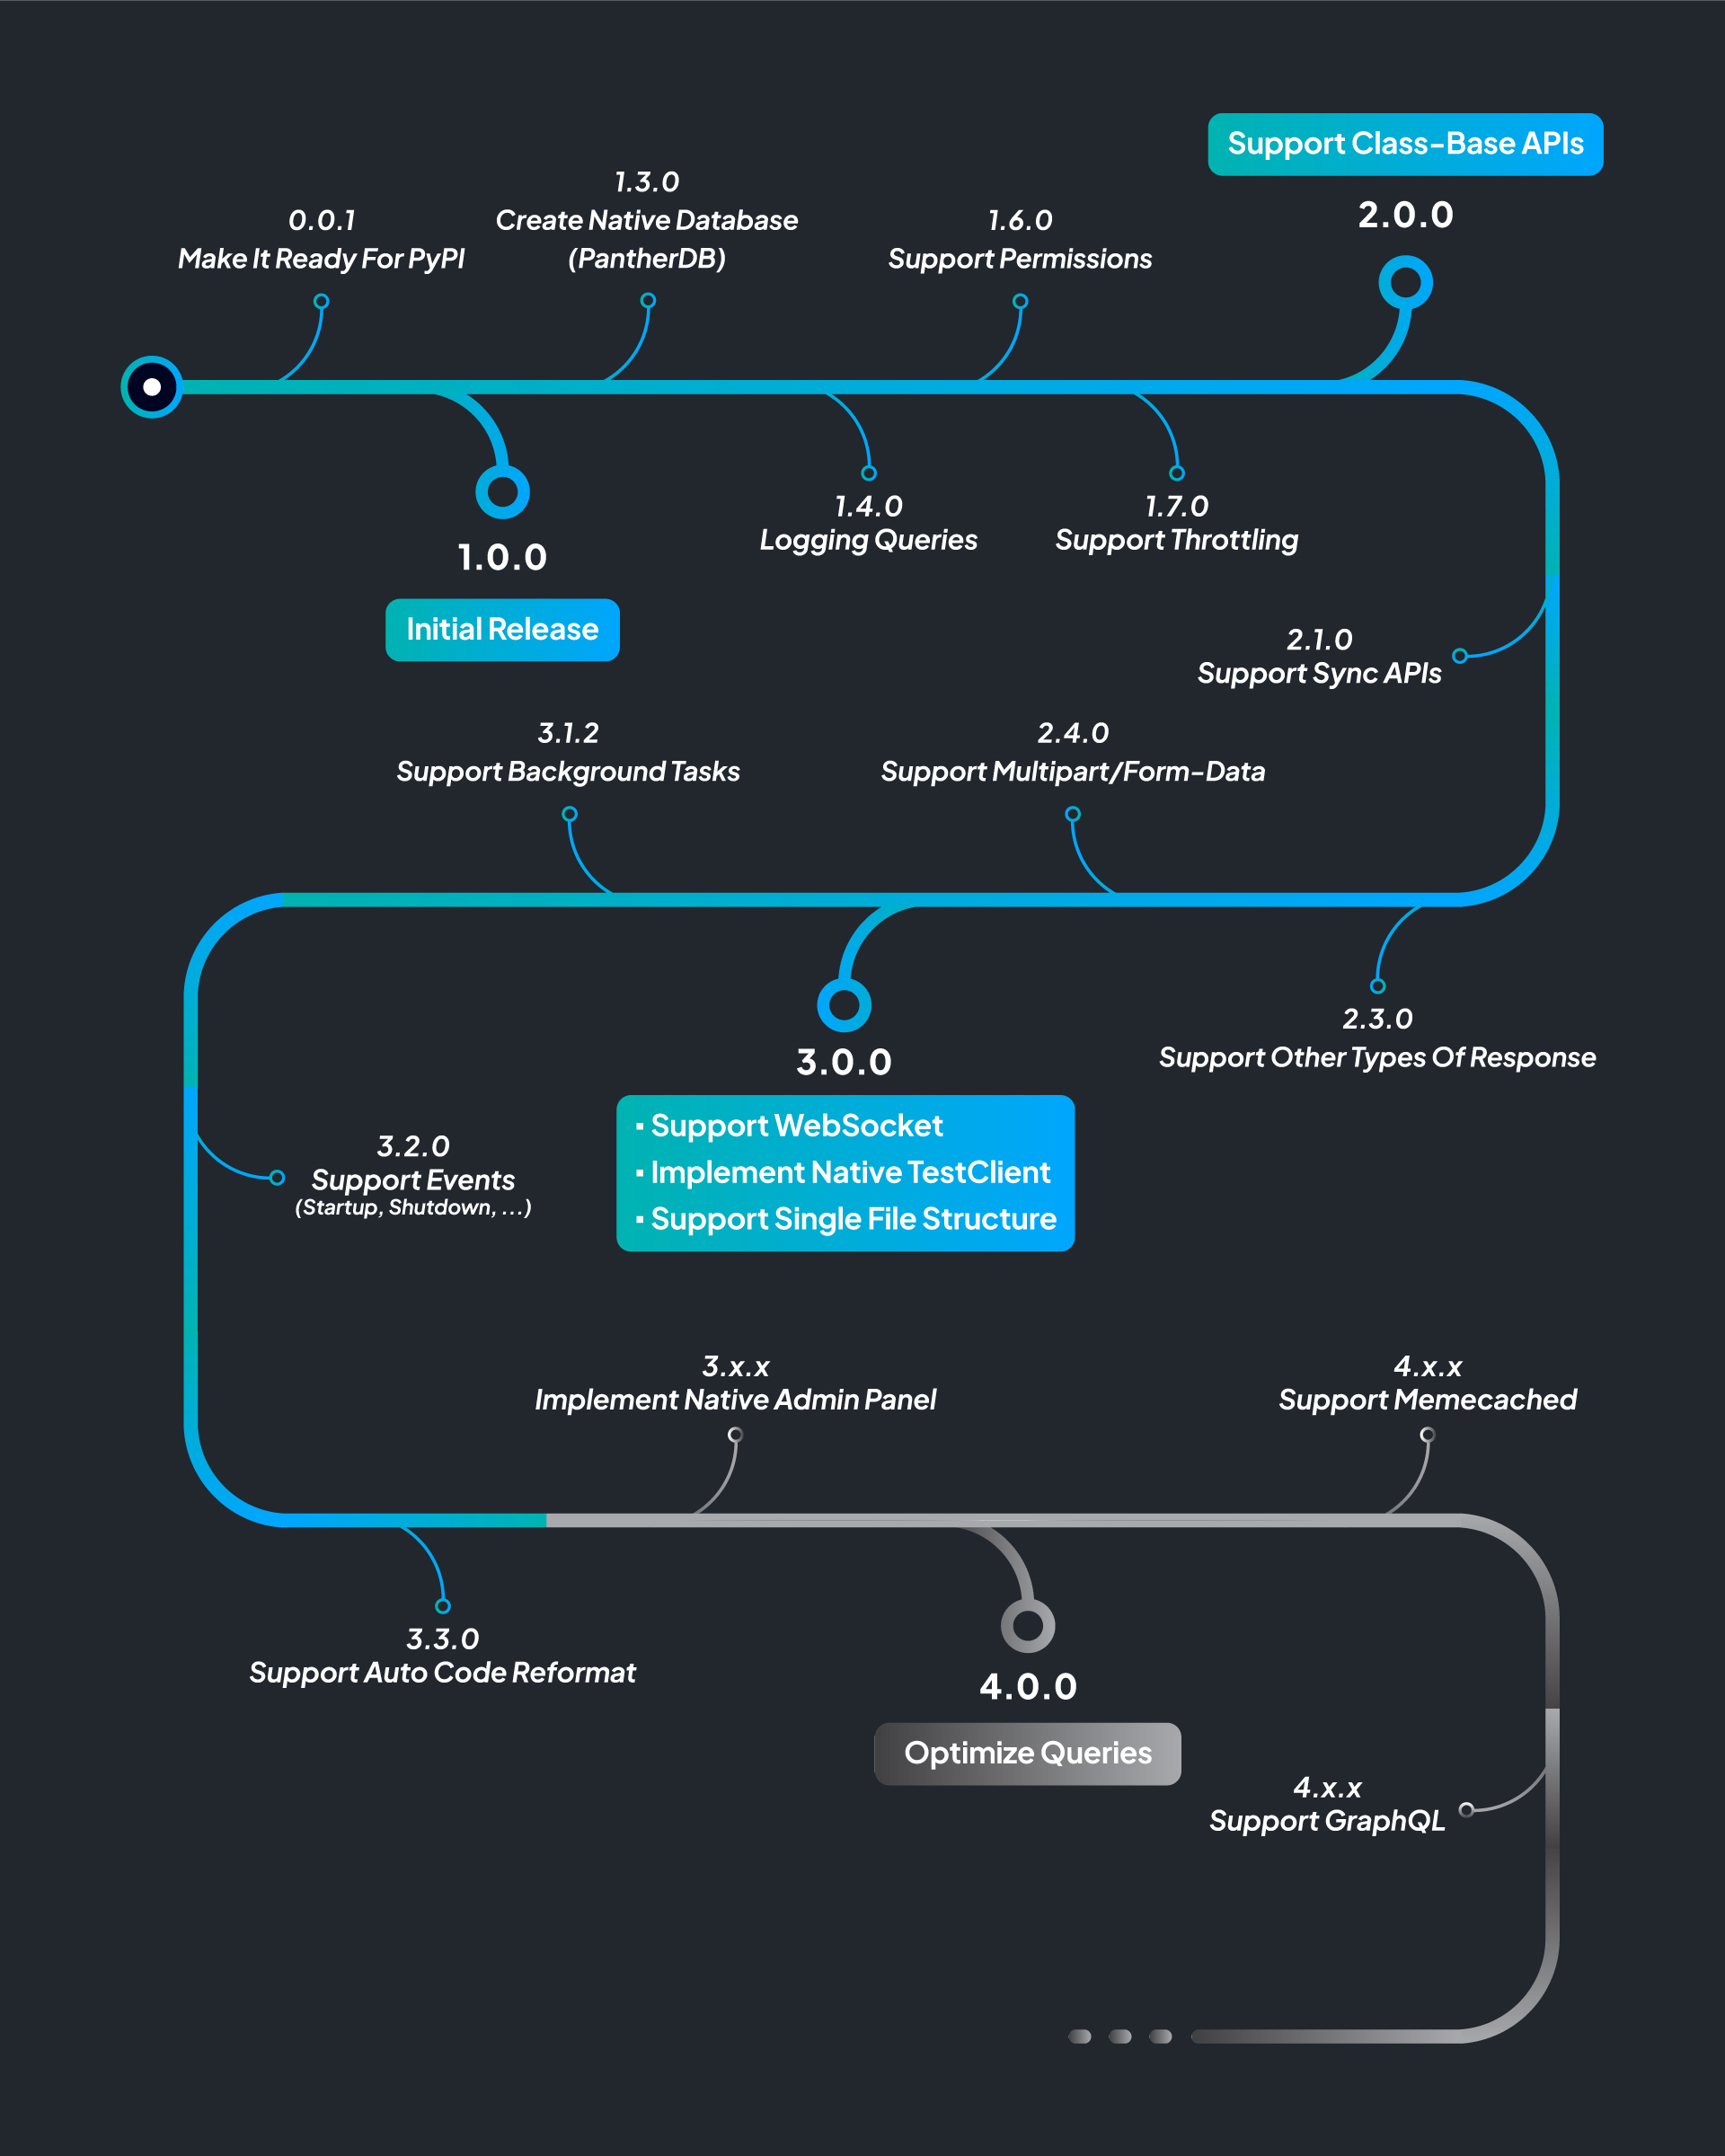 Support Class-Base APIs
2.0.0
0.0.1
Make It Ready For PyPI
1.3.0
Create Native Database
(PantherDB)
1.6.0
Support Permissions
1.0.0
Initial Release
1.4.0
Logging Queries
1.7.0
Support Throttling
2.1.0
Support Sync APIs
3.1.2
Support Background Tasks
2.4.0
Support Multipart/Form-Data
2.3.0
Support Other Types Of Response
3.0.0
▪ Support WebSocket
▪ Implement Native TestClient
▪ Support Single File Structure
3.2.0
Support Events
(Startup, Shutdown, ...)
3.x.x
Implement Native Admin Panel
4.x.x
Support Memecached
3.3.0
Support Auto Code Reformat
4.0.0
Optimize Queries
4.x.x
Support GraphQL